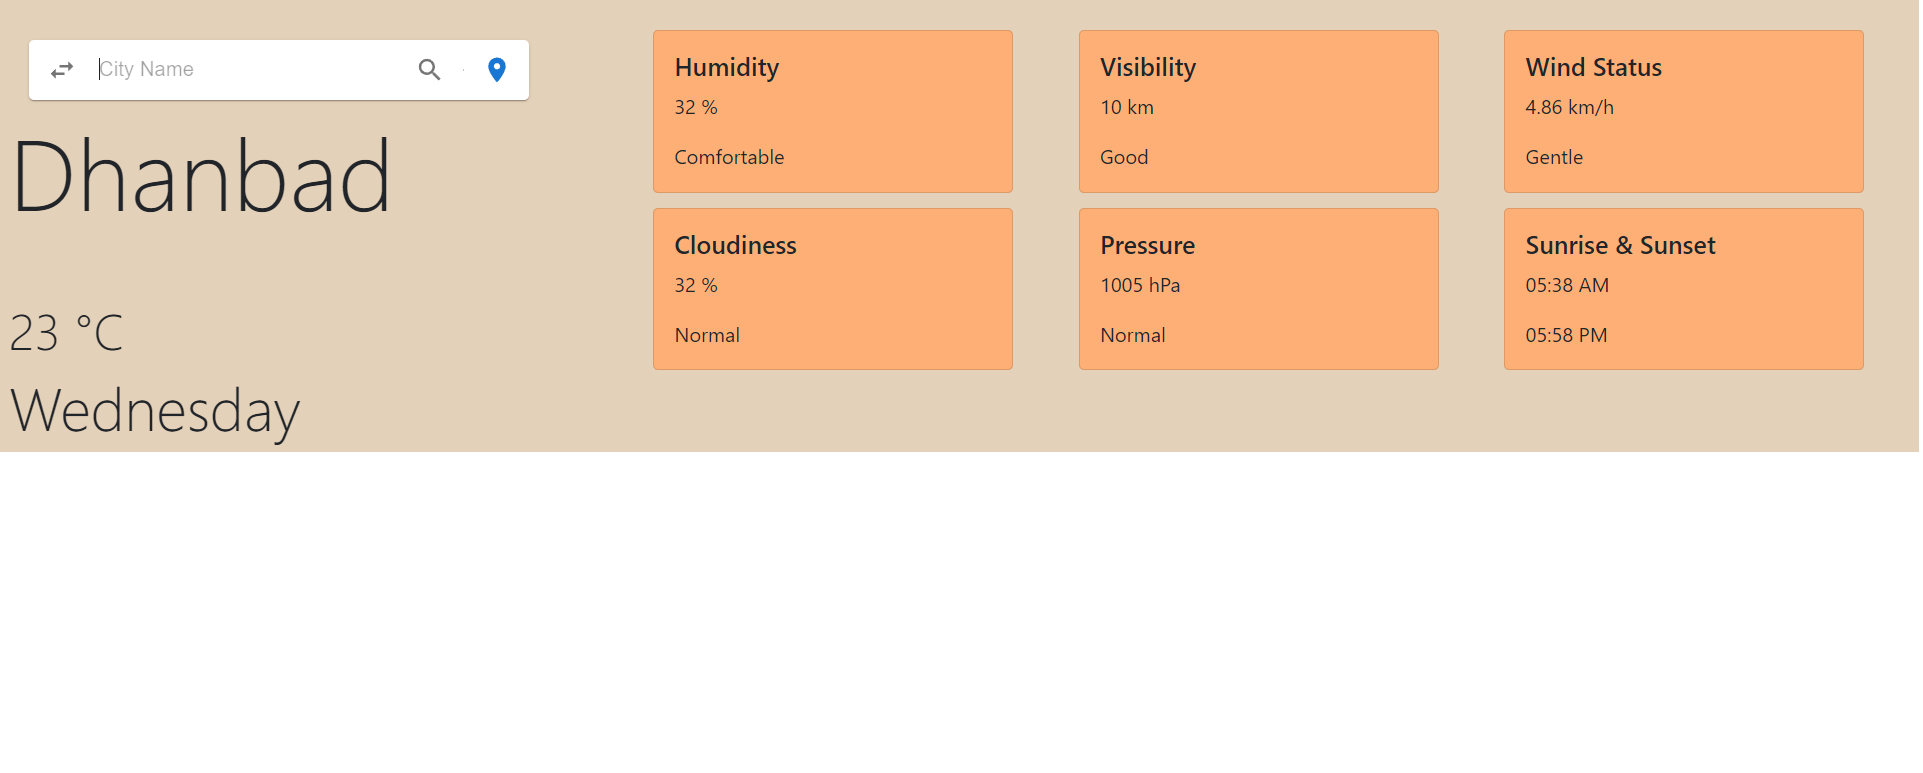 City Name
Dhanbad
23 °C
Wednesday
Humidity
32 %
Comfortable
Visibility
10 km
Good
Wind Status
4.86 km/h
Gentle
Cloudiness
32 %
Normal
Pressure
1005 hPa
Normal
Sunrise & Sunset
05:38 AM
05:58 PM